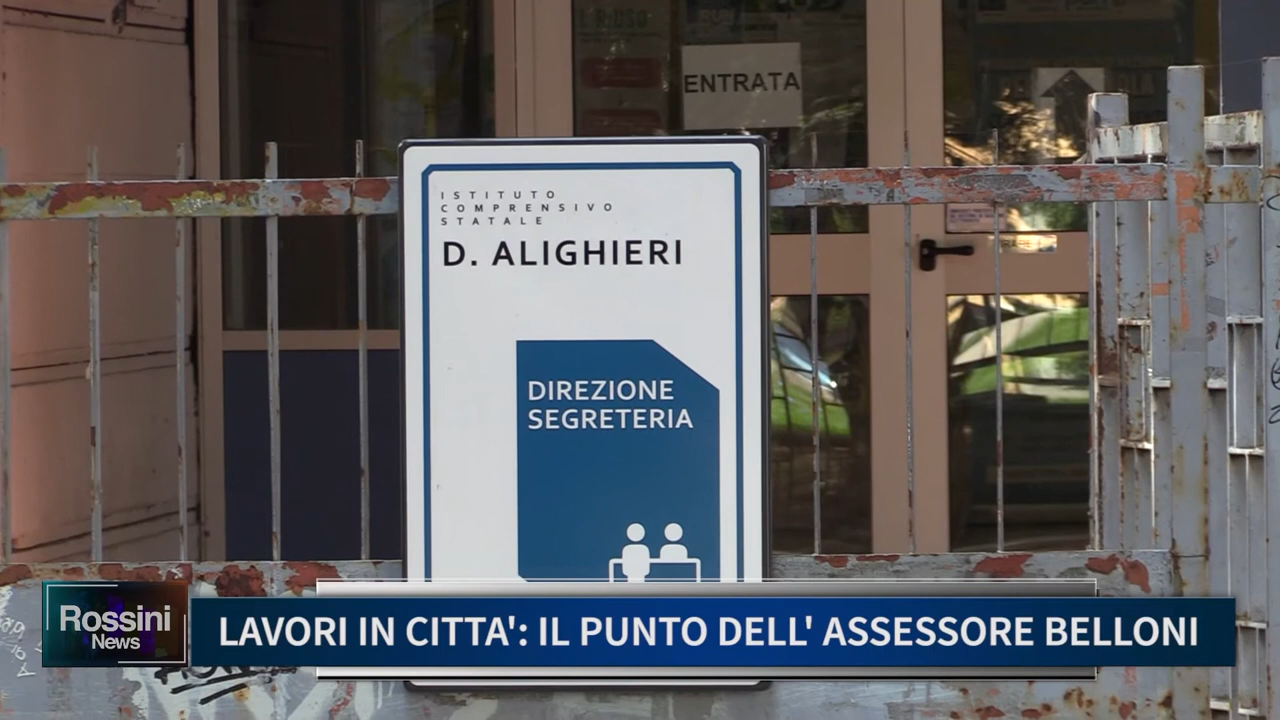 ENTRATA
ISTITUTO
COMPRENSIVO
STATALE
D. ALIGHIERI
DIREZIONE
SEGRETERIA
Rossini
News
LAVORI IN CITTA': IL PUNTO DELL' ASSESSORE BELLONI